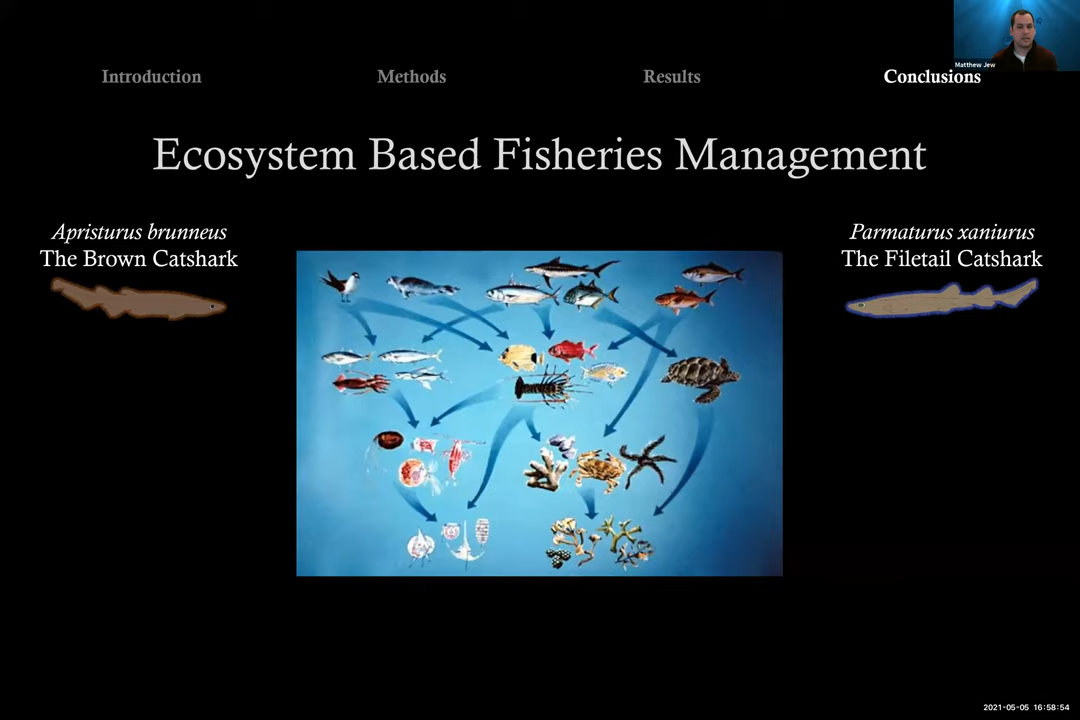 Matthew Jew
Introduction
Methods
Results
Conclusions
Ecosystem Based Fisheries Management
Apristurus brunneus
The Brown Catshark
Parmaturus xaniurus
The Filetail Catshark
2021-05-05 16:58:54